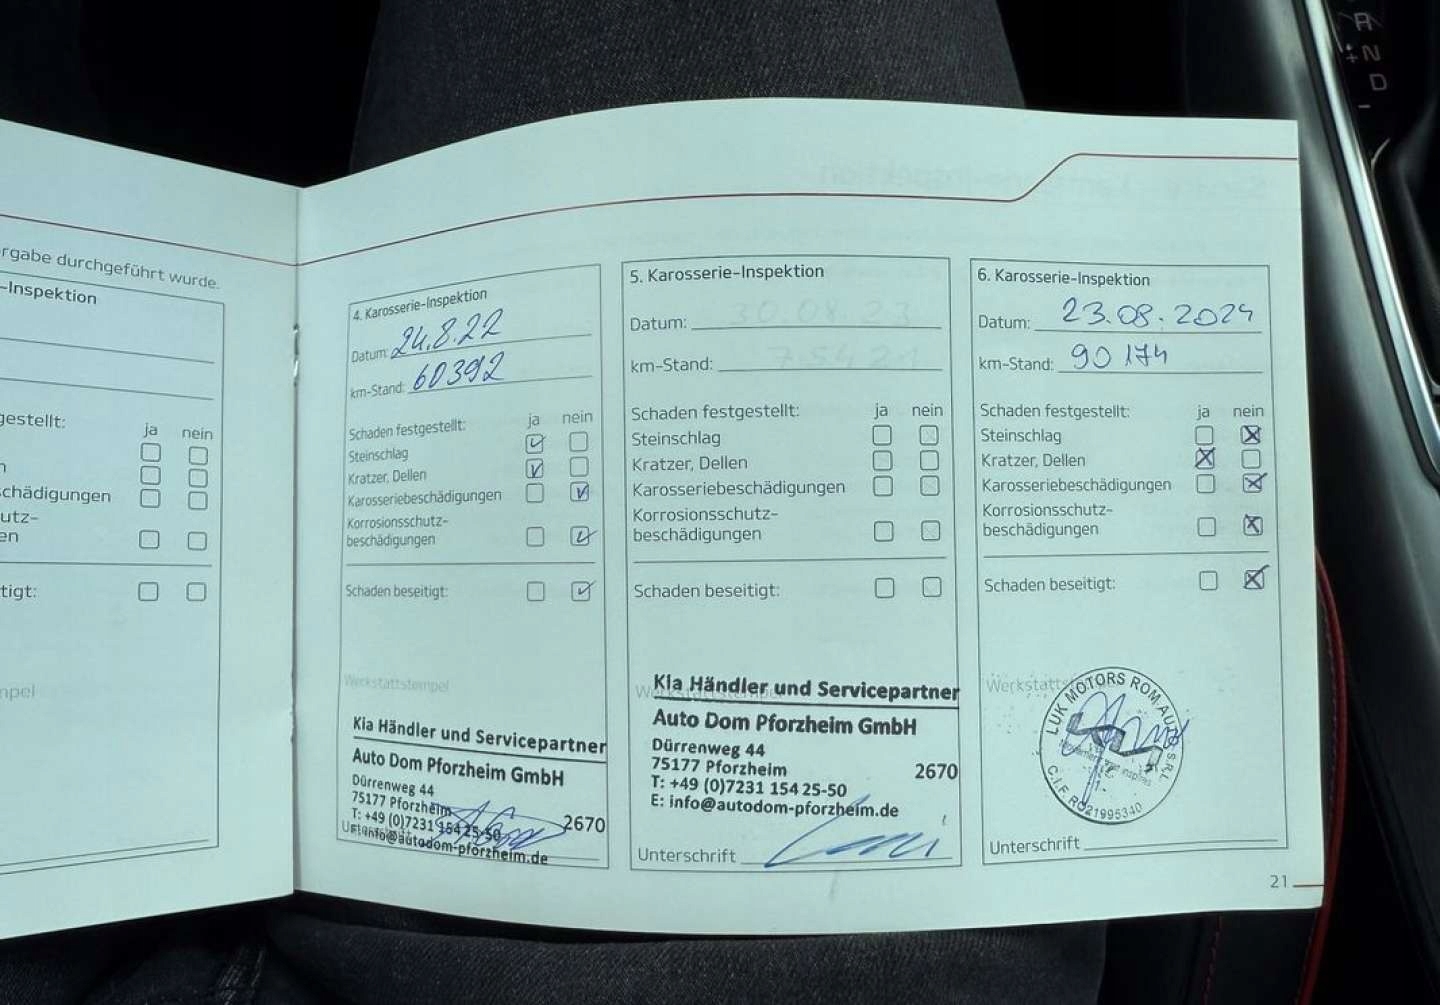 rgabe durchgeführt wurde.
-Inspektion
gestellt:
ja nein
chädigungen
utz-
en
tigt:
npel
4. Karosserie-Inspektion
Datum: 24.8.22
km-Stand: 60392
Schaden festgestellt: ja nein
Steinschlag
Kratzer, Dellen
Karosseriebeschädigungen
Korrosionsschutz-
beschädigungen
Schaden beseitigt:
Werkstattstempel
Kia Händler und Servicepartner
Auto Dom Pforzheim GmbH
Dürrenweg 44
75177 Pforzheim
T: +49 (0)7231 154 25-50 2670
E: info@autodom-pforzheim.de
5. Karosserie-Inspektion
Datum: 30.08.23
km-Stand: 75421
Schaden festgestellt: ja nein
Steinschlag
Kratzer, Dellen
Karosseriebeschädigungen
Korrosionsschutz-
beschädigungen
Schaden beseitigt:
Werkstattstempel
Kia Händler und Servicepartner
Auto Dom Pforzheim GmbH
Dürrenweg 44
75177 Pforzheim 2670
T: +49 (0)7231 154 25-50
E: info@autodom-pforzheim.de
Unterschrift
6. Karosserie-Inspektion
Datum: 23.08.2024
km-Stand: 90174
Schaden festgestellt: ja nein
Steinschlag
Kratzer, Dellen
Karosseriebeschädigungen
Korrosionsschutz-
beschädigungen
Schaden beseitigt:
LUK MOTORS ROM AUR S.R.L.
C.I.F. RO21995340
Unterschrift
21
R
N
D